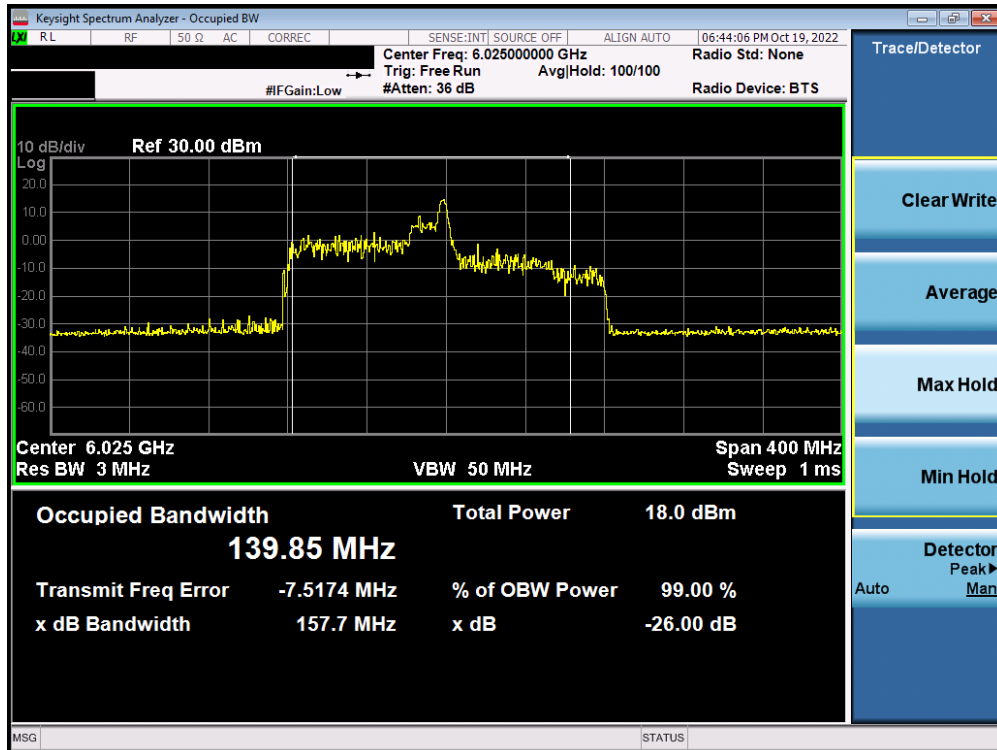 Keysight Spectrum Analyzer - Occupied BW
LXI RL RF 50 Ω AC CORREC SENSE:INT SOURCE OFF ALIGN AUTO 06:44:06 PM Oct 19, 2022
Center Freq: 6.025000000 GHz Radio Std: None
Trig: Free Run Avg|Hold: 100/100
#IFGain:Low #Atten: 36 dB Radio Device: BTS
Trace/Detector
10 dB/div Ref 30.00 dBm
Log
20.0
10.0
0.00
-10.0
-20.0
-30.0
-40.0
-50.0
-60.0
Center 6.025 GHz Span 400 MHz
Res BW 3 MHz VBW 50 MHz Sweep 1 ms
Clear Write
Average
Max Hold
Min Hold
Detector
Peak▶
Auto Man
Occupied Bandwidth Total Power 18.0 dBm
139.85 MHz
Transmit Freq Error -7.5174 MHz % of OBW Power 99.00 %
x dB Bandwidth 157.7 MHz x dB -26.00 dB
MSG STATUS